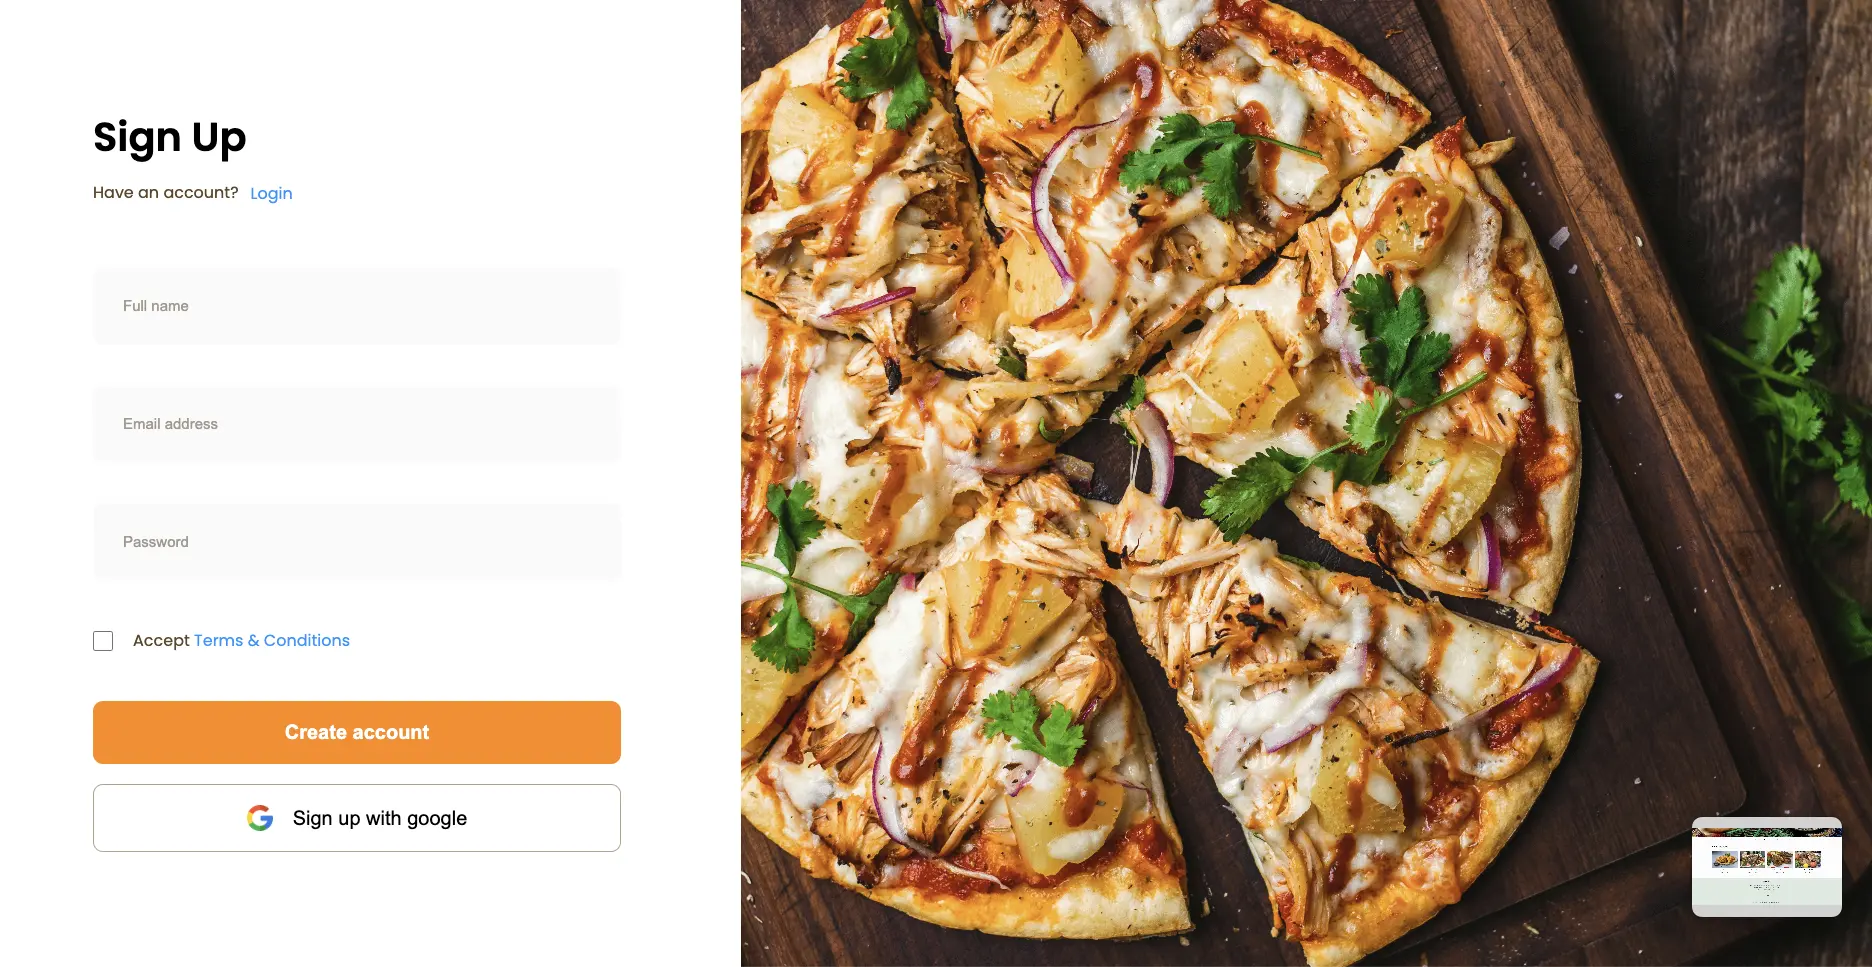 Sign Up
Have an account? Login
Full name
Email address
Password
Accept Terms & Conditions
Create account
Sign up with google